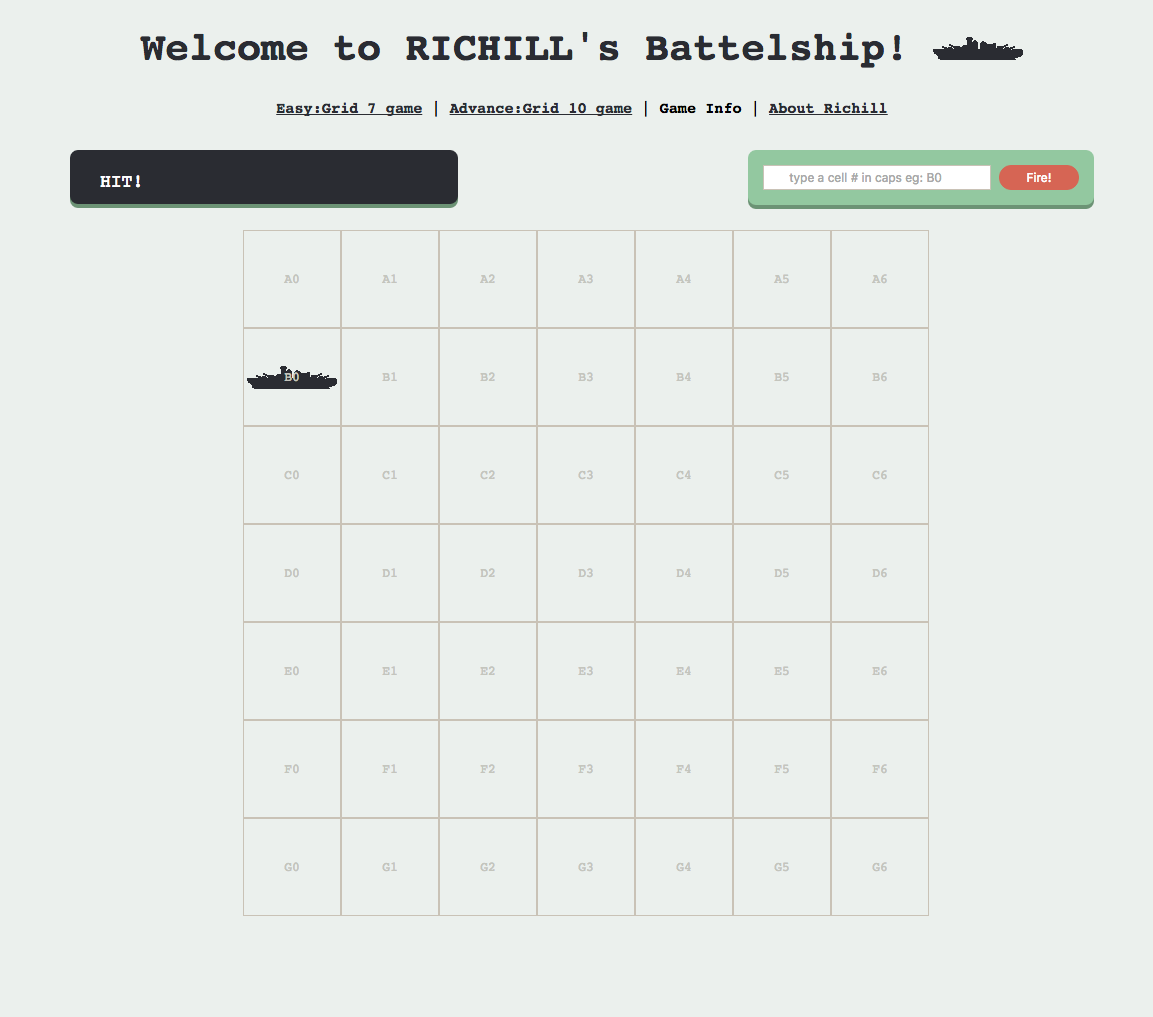 Welcome to RICHILL's Battelship!
Easy:Grid 7 game | Advance:Grid 10 game | Game Info | About Richill
HIT!
type a cell # in caps eg: B0 Fire!
A0 A1 A2 A3 A4 A5 A6
B0 B1 B2 B3 B4 B5 B6
C0 C1 C2 C3 C4 C5 C6
D0 D1 D2 D3 D4 D5 D6
E0 E1 E2 E3 E4 E5 E6
F0 F1 F2 F3 F4 F5 F6
G0 G1 G2 G3 G4 G5 G6